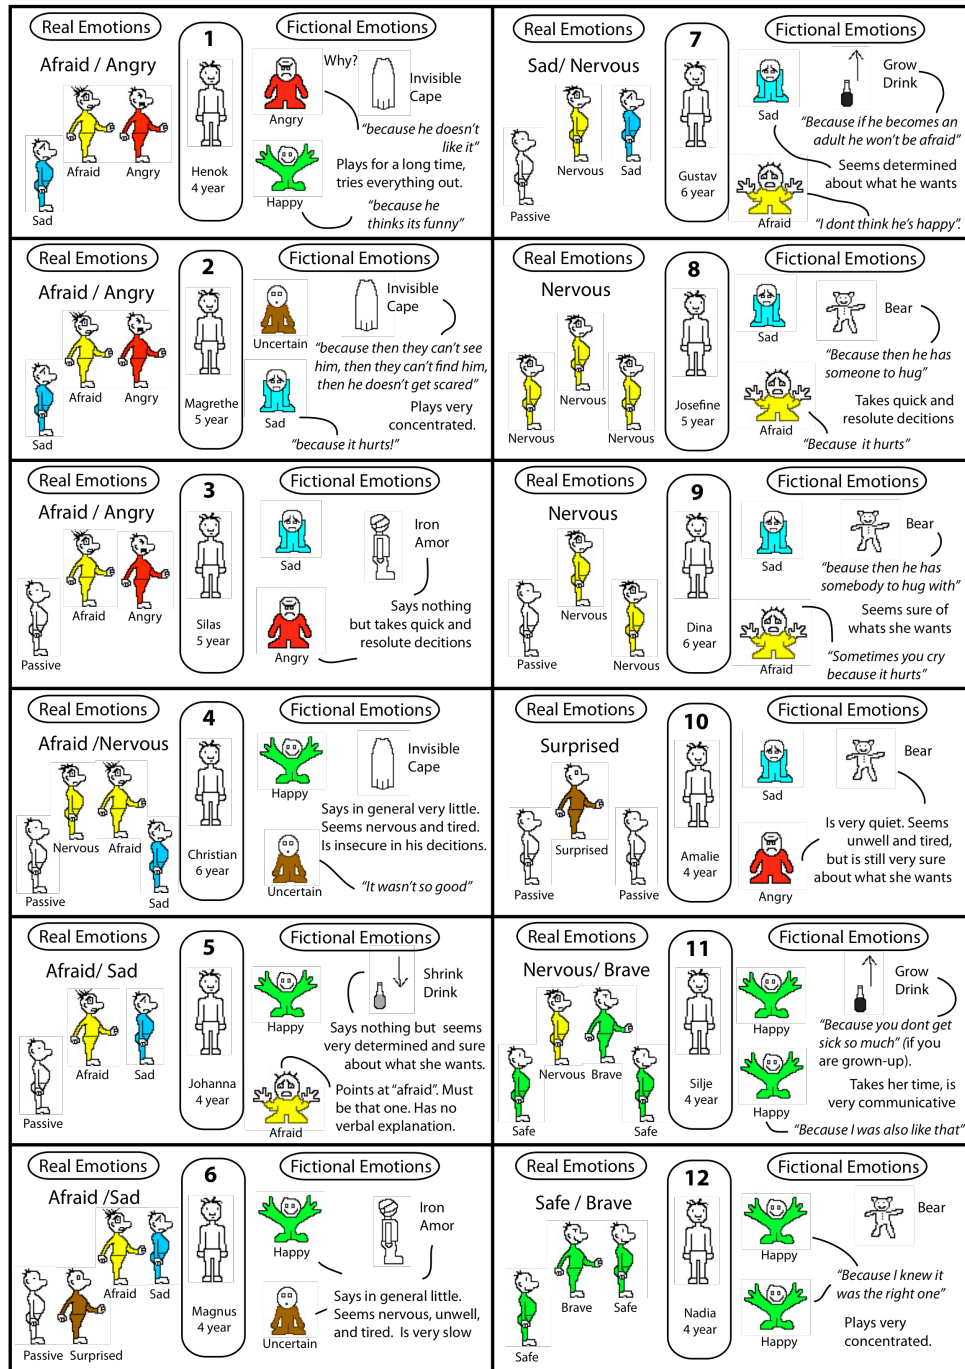 Real Emotions
1
Fictional Emotions
Afraid / Angry
Why?
Invisible
Cape
Angry
"because he doesn't
like it"
Afraid
Angry
Henok
4 year
Plays for a long time,
tries everything out.
Happy
"because he
thinks its funny"
Sad
Real Emotions
2
Fictional Emotions
Afraid / Angry
Invisible
Cape
Uncertain
"because then they can't see
him, then they can't find him,
then he doesn't get scared"
Afraid
Angry
Magrethe
5 year
Plays very
concentrated.
Sad
"because it hurts!"
Sad
Real Emotions
3
Fictional Emotions
Afraid / Angry
Iron
Amor
Sad
Afraid
Angry
Silas
5 year
Says nothing
but takes quick and
resolute decitions
Angry
Passive
Real Emotions
4
Fictional Emotions
Afraid /Nervous
Invisible
Cape
Happy
Says in general very little.
Seems nervous and tired.
Is insecure in his decitions.
Nervous
Afraid
Christian
6 year
Uncertain
"It wasn't so good"
Passive
Sad
Real Emotions
5
Fictional Emotions
Afraid/ Sad
Shrink
Drink
Happy
Says nothing but seems
very determined and sure
about what she wants.
Afraid
Sad
Johanna
4 year
Points at "afraid". Must
be that one. Has no
verbal explanation.
Afraid
Passive
Real Emotions
6
Fictional Emotions
Afraid /Sad
Iron
Amor
Happy
Afraid
Sad
Magnus
4 year
Says in general little.
Seems nervous, unwell,
and tired. Is very slow
Uncertain
Passive
Surprised
Real Emotions
7
Fictional Emotions
Sad/ Nervous
Grow
Drink
Sad
"Because if he becomes an
adult he won't be afraid"
Nervous
Sad
Gustav
6 year
Seems determined
about what he wants
Afraid
"I dont think he's happy".
Passive
Real Emotions
8
Fictional Emotions
Nervous
Bear
Sad
"Because then he has
someone to hug"
Nervous
Josefine
5 year
Takes quick and
resolute decitions
Afraid
"Because it hurts"
Nervous
Nervous
Real Emotions
9
Fictional Emotions
Nervous
Bear
Sad
"beause then he has
somebody to hug with"
Nervous
Dina
6 year
Seems sure of
whats she wants
Afraid
"Sometimes you cry
because it hurts"
Passive
Nervous
Real Emotions
10
Fictional Emotions
Surprised
Bear
Sad
Surprised
Amalie
4 year
Is very quiet. Seems
unwell and tired,
but is still very sure
about what she wants
Angry
Passive
Passive
Real Emotions
11
Fictional Emotions
Nervous/ Brave
Grow
Drink
Happy
"Because you dont get
sick so much" (if you
are grown-up).
Nervous
Brave
Silje
4 year
Takes her time, is
very communicative
Happy
"Because I was also like that"
Safe
Safe
Real Emotions
12
Fictional Emotions
Safe / Brave
Bear
Happy
"Because I knew it
was the right one"
Brave
Safe
Nadia
4 year
Plays very
concentrated.
Happy
Safe